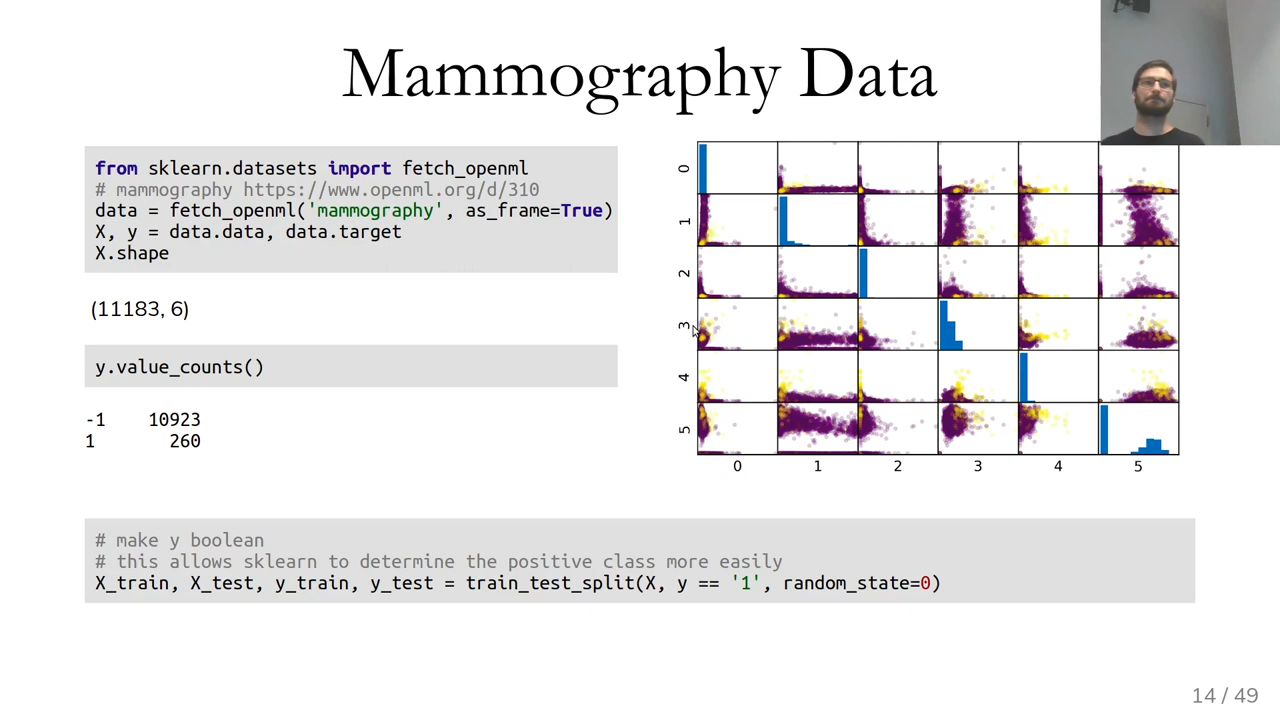 Mammography Data
from sklearn.datasets import fetch_openml
# mammography https://www.openml.org/d/310
data = fetch_openml('mammography', as_frame=True)
X, y = data.data, data.target
X.shape
(11183, 6)
y.value_counts()
-1 10923
1 260
0
1
2
3
4
5
0 1 2 3 4 5
# make y boolean
# this allows sklearn to determine the positive class more easily
X_train, X_test, y_train, y_test = train_test_split(X, y == '1', random_state=0)
14 / 49